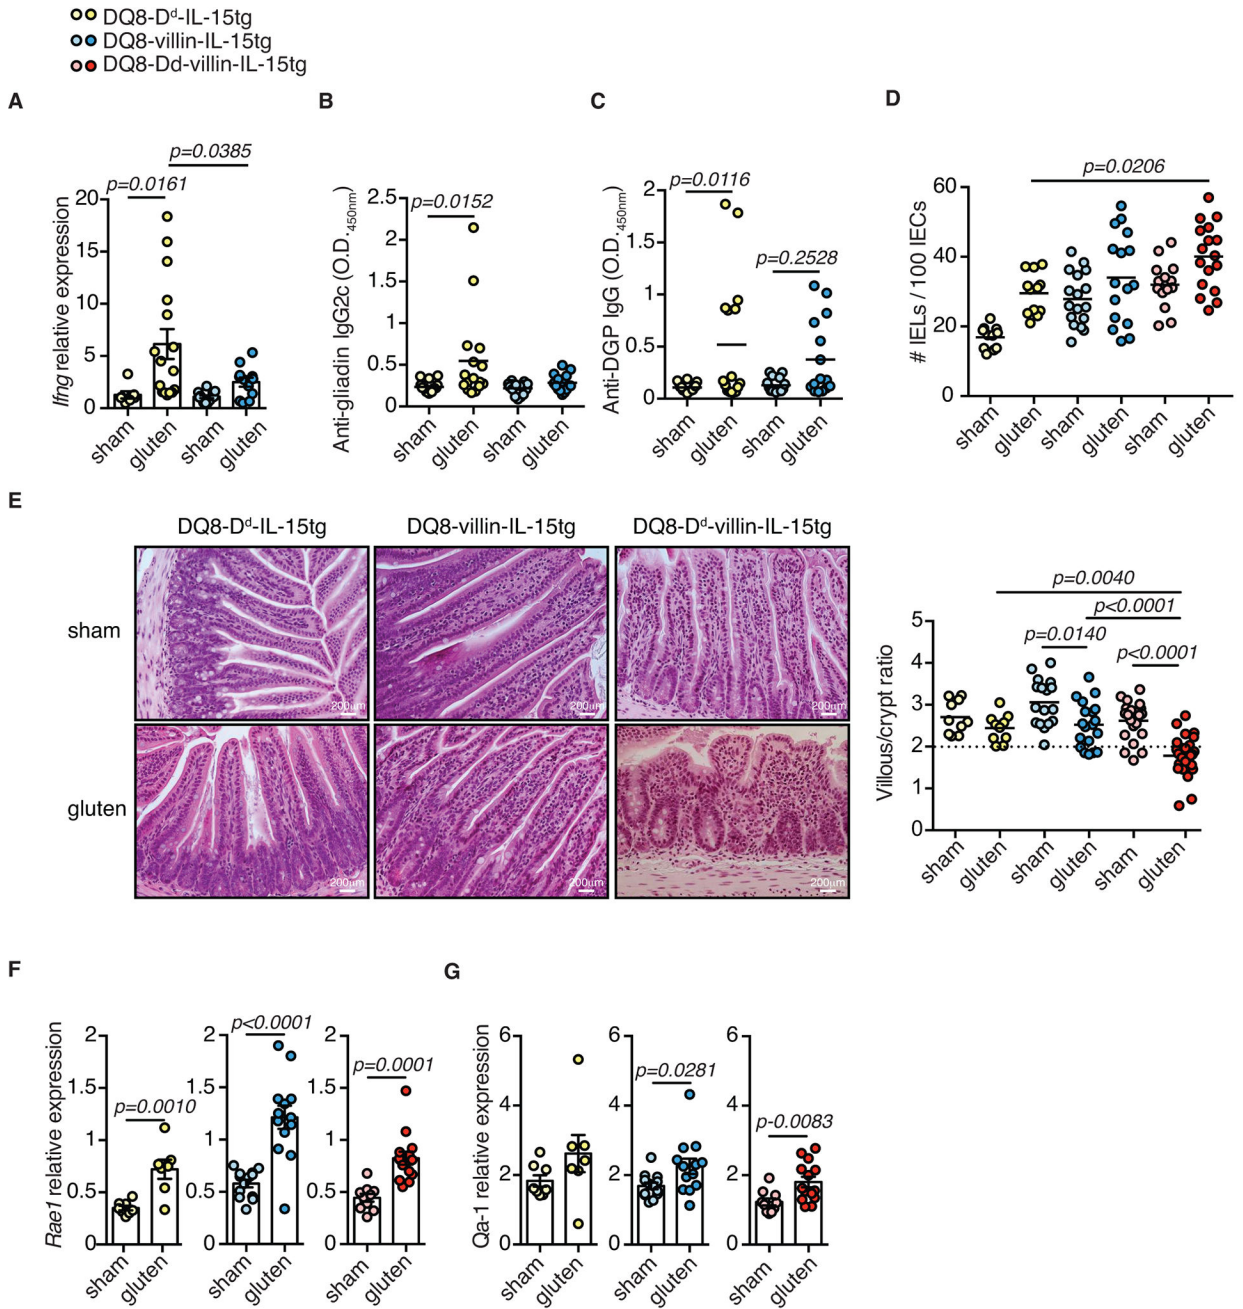 DQ8-Dd-IL-15tg
DQ8-villin-IL-15tg
DQ8-Dd-villin-IL-15tg
A
Ifng relative expression
20
15
10
5
0
p=0.0161
p=0.0385
sham
gluten
sham
gluten
B
Anti-gliadin IgG2c (O.D.450nm)
2.5
2
1.5
1
0.5
0
p=0.0152
sham
gluten
sham
gluten
C
Anti-DGP IgG (O.D.450nm)
2
1.5
1
0.5
0
p=0.0116
p=0.2528
sham
gluten
sham
gluten
D
# IELs / 100 IECs
60
40
20
0
p=0.0206
sham
gluten
sham
gluten
sham
gluten
E
DQ8-Dd-IL-15tg
DQ8-villin-IL-15tg
DQ8-Dd-villin-IL-15tg
sham
200μm
200μm
200μm
gluten
200μm
200μm
200μm
Villous/crypt ratio
5
4
3
2
1
0
p=0.0040
p<0.0001
p=0.0140
p<0.0001
sham
gluten
sham
gluten
sham
gluten
F
Rae1 relative expression
2
1.5
1
0.5
0
p=0.0010
sham
gluten
2
1.5
1
0.5
0
p<0.0001
sham
gluten
2
1.5
1
0.5
0
p=0.0001
sham
gluten
G
Qa-1 relative expression
6
4
2
0
sham
gluten
6
4
2
0
p=0.0281
sham
gluten
6
4
2
0
p-0.0083
sham
gluten